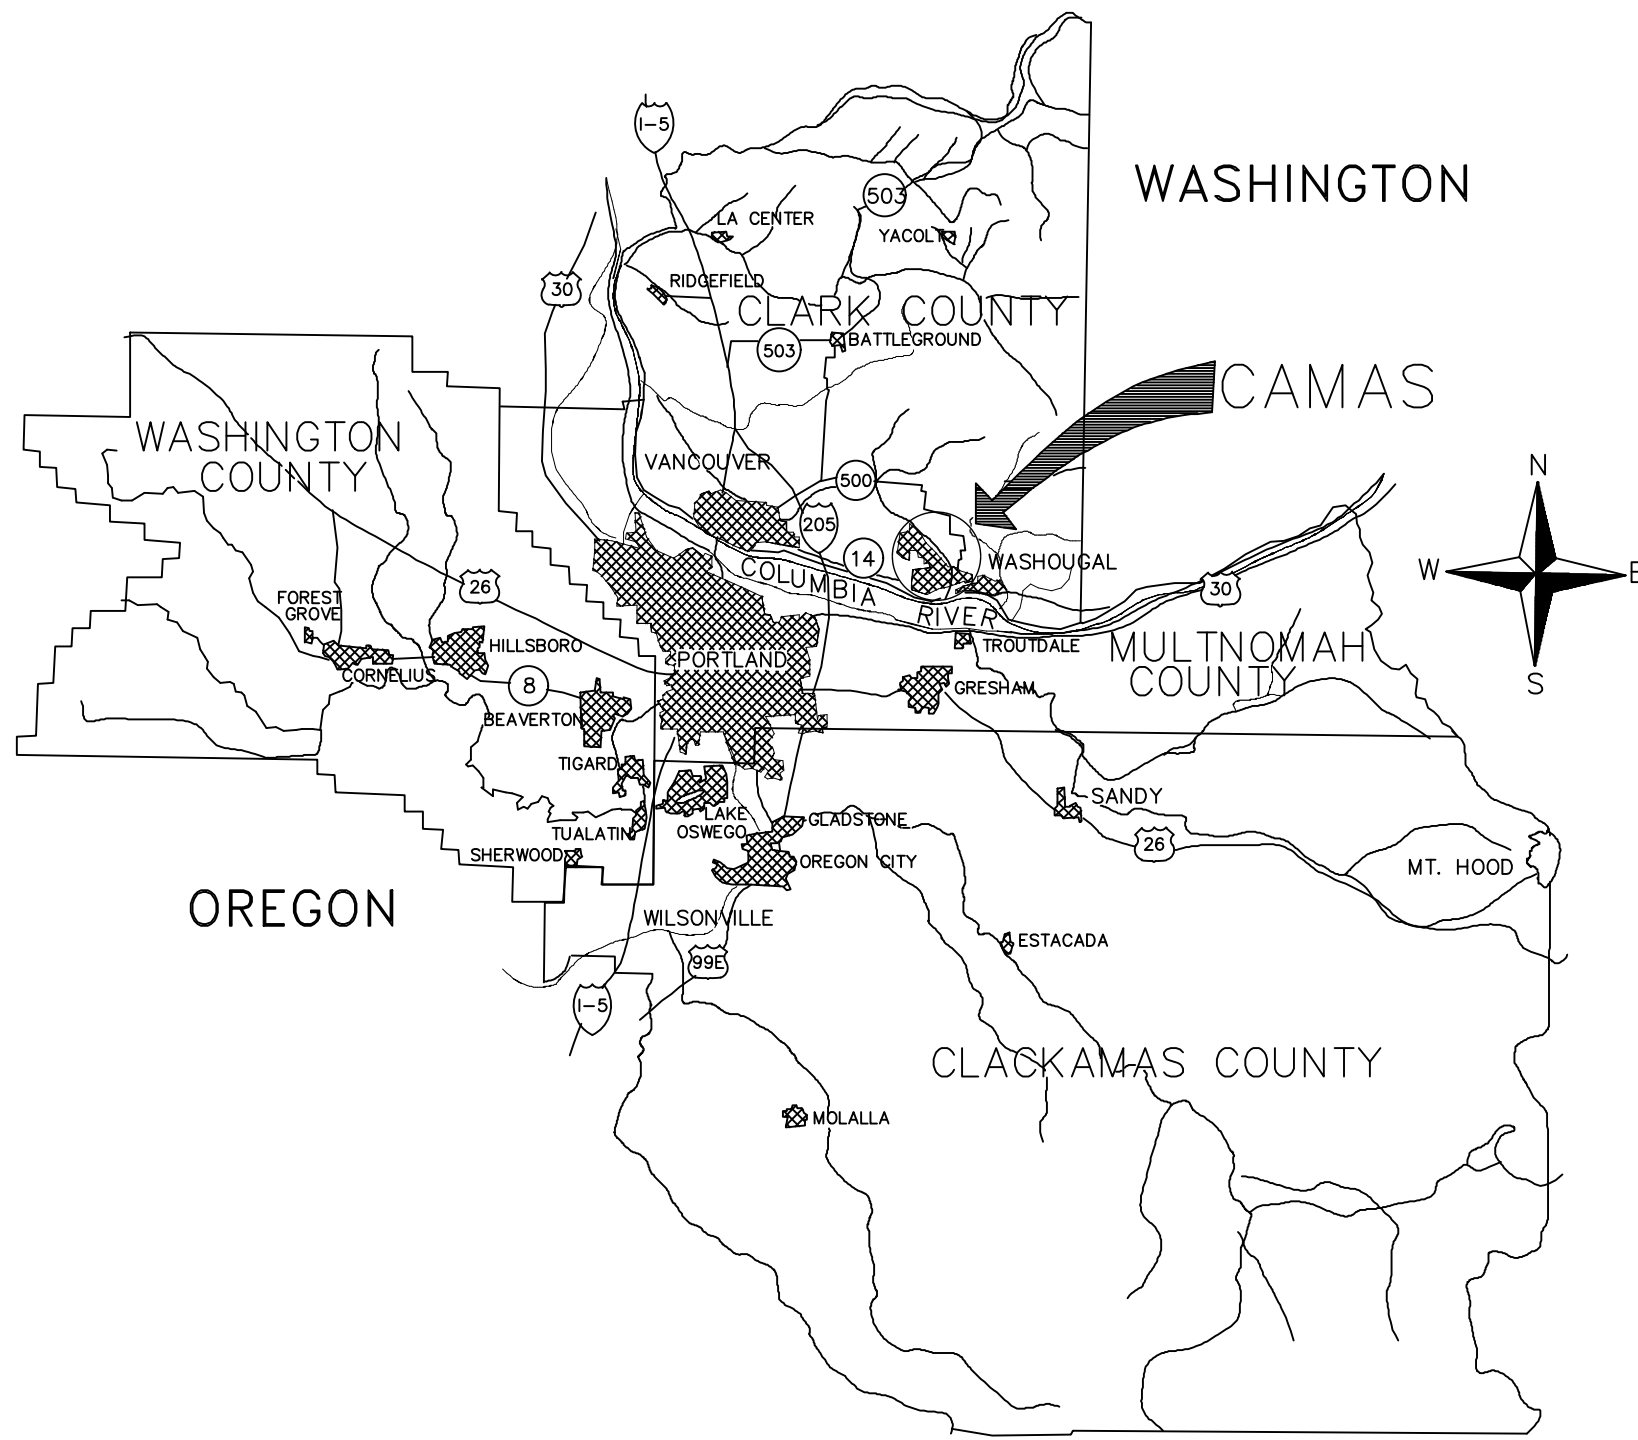 I-5
WASHINGTON
503
LA CENTER
YACOLT
RIDGEFIELD
30
CLARK COUNTY
503
BATTLEGROUND
CAMAS
WASHINGTON
COUNTY
VANCOUVER
500
N
205
14
WASHOUGAL
W
E
COLUMBIA
RIVER
26
30
FOREST
GROVE
HILLSBORO
TROUTDALE
MULTNOMAH
COUNTY
PORTLAND
CORNELIUS
8
GRESHAM
S
BEAVERTON
TIGARD
SANDY
LAKE
OSWEGO
GLADSTONE
TUALATIN
26
SHERWOOD
OREGON CITY
MT. HOOD
OREGON
WILSONVILLE
ESTACADA
99E
I-5
CLACKAMAS COUNTY
MOLALLA